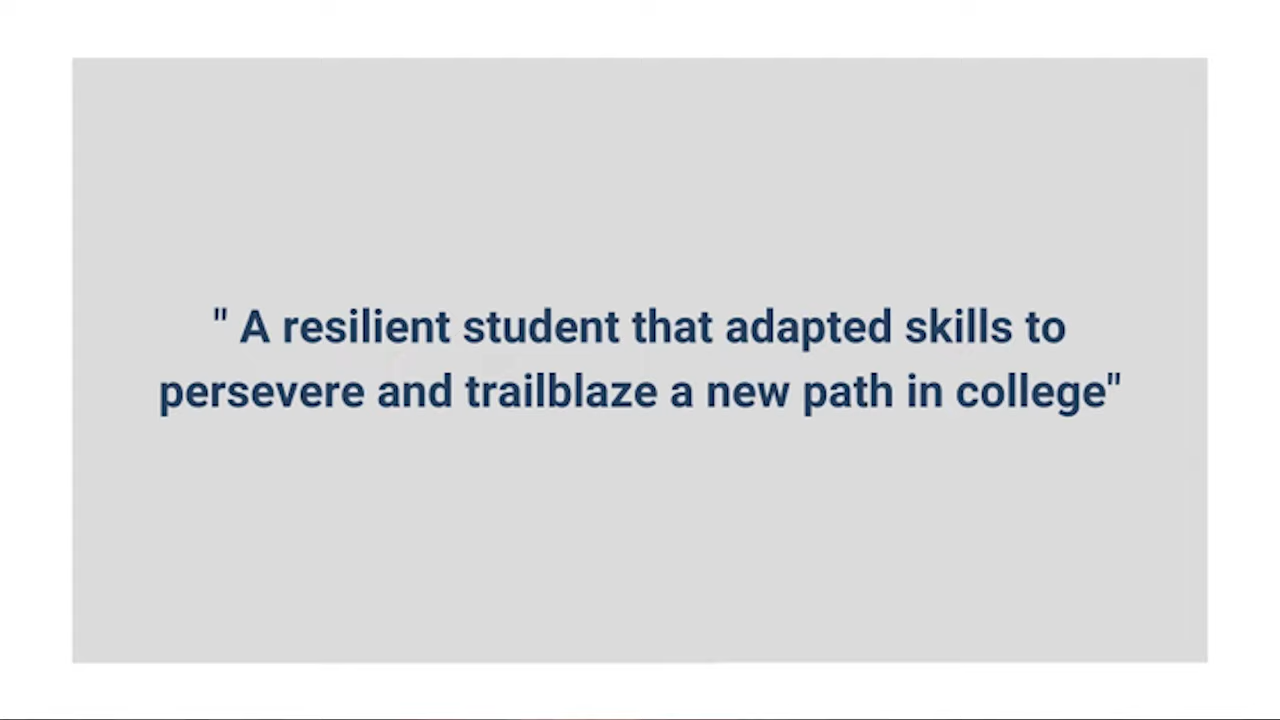 " A resilient student that adapted skills to
persevere and trailblaze a new path in college"